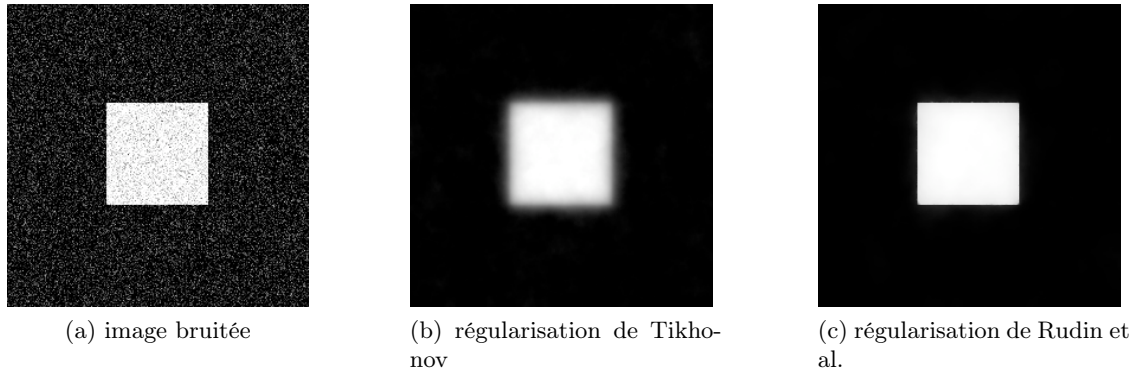 (a) image bruitée
(b) régularisation de Tikho-
nov
(c) régularisation de Rudin et
al.